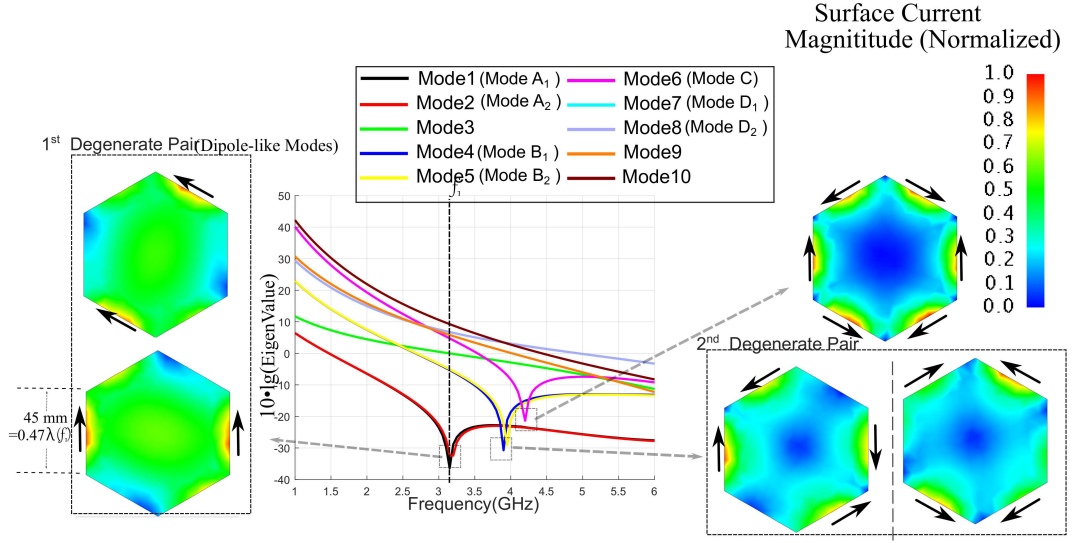 Surface Current
Magnititude (Normalized)
1.0
0.9
0.8
0.7
0.6
0.5
0.4
0.3
0.2
0.1
0.0
Mode1 (Mode A1)
Mode2 (Mode A2)
Mode3
Mode4 (Mode B1)
Mode5 (Mode B2)
Mode6 (Mode C)
Mode7 (Mode D1)
Mode8 (Mode D2)
Mode9
Mode10
1st Degenerate Pair (Dipole-like Modes)
45 mm
=0.47λ(f1)
f1
10•lg(EigenValue)
50
40
30
20
10
0
-10
-20
-30
-40
1 1.5 2 2.5 3 3.5 4 4.5 5 5.5 6
Frequency(GHz)
2nd Degenerate Pair